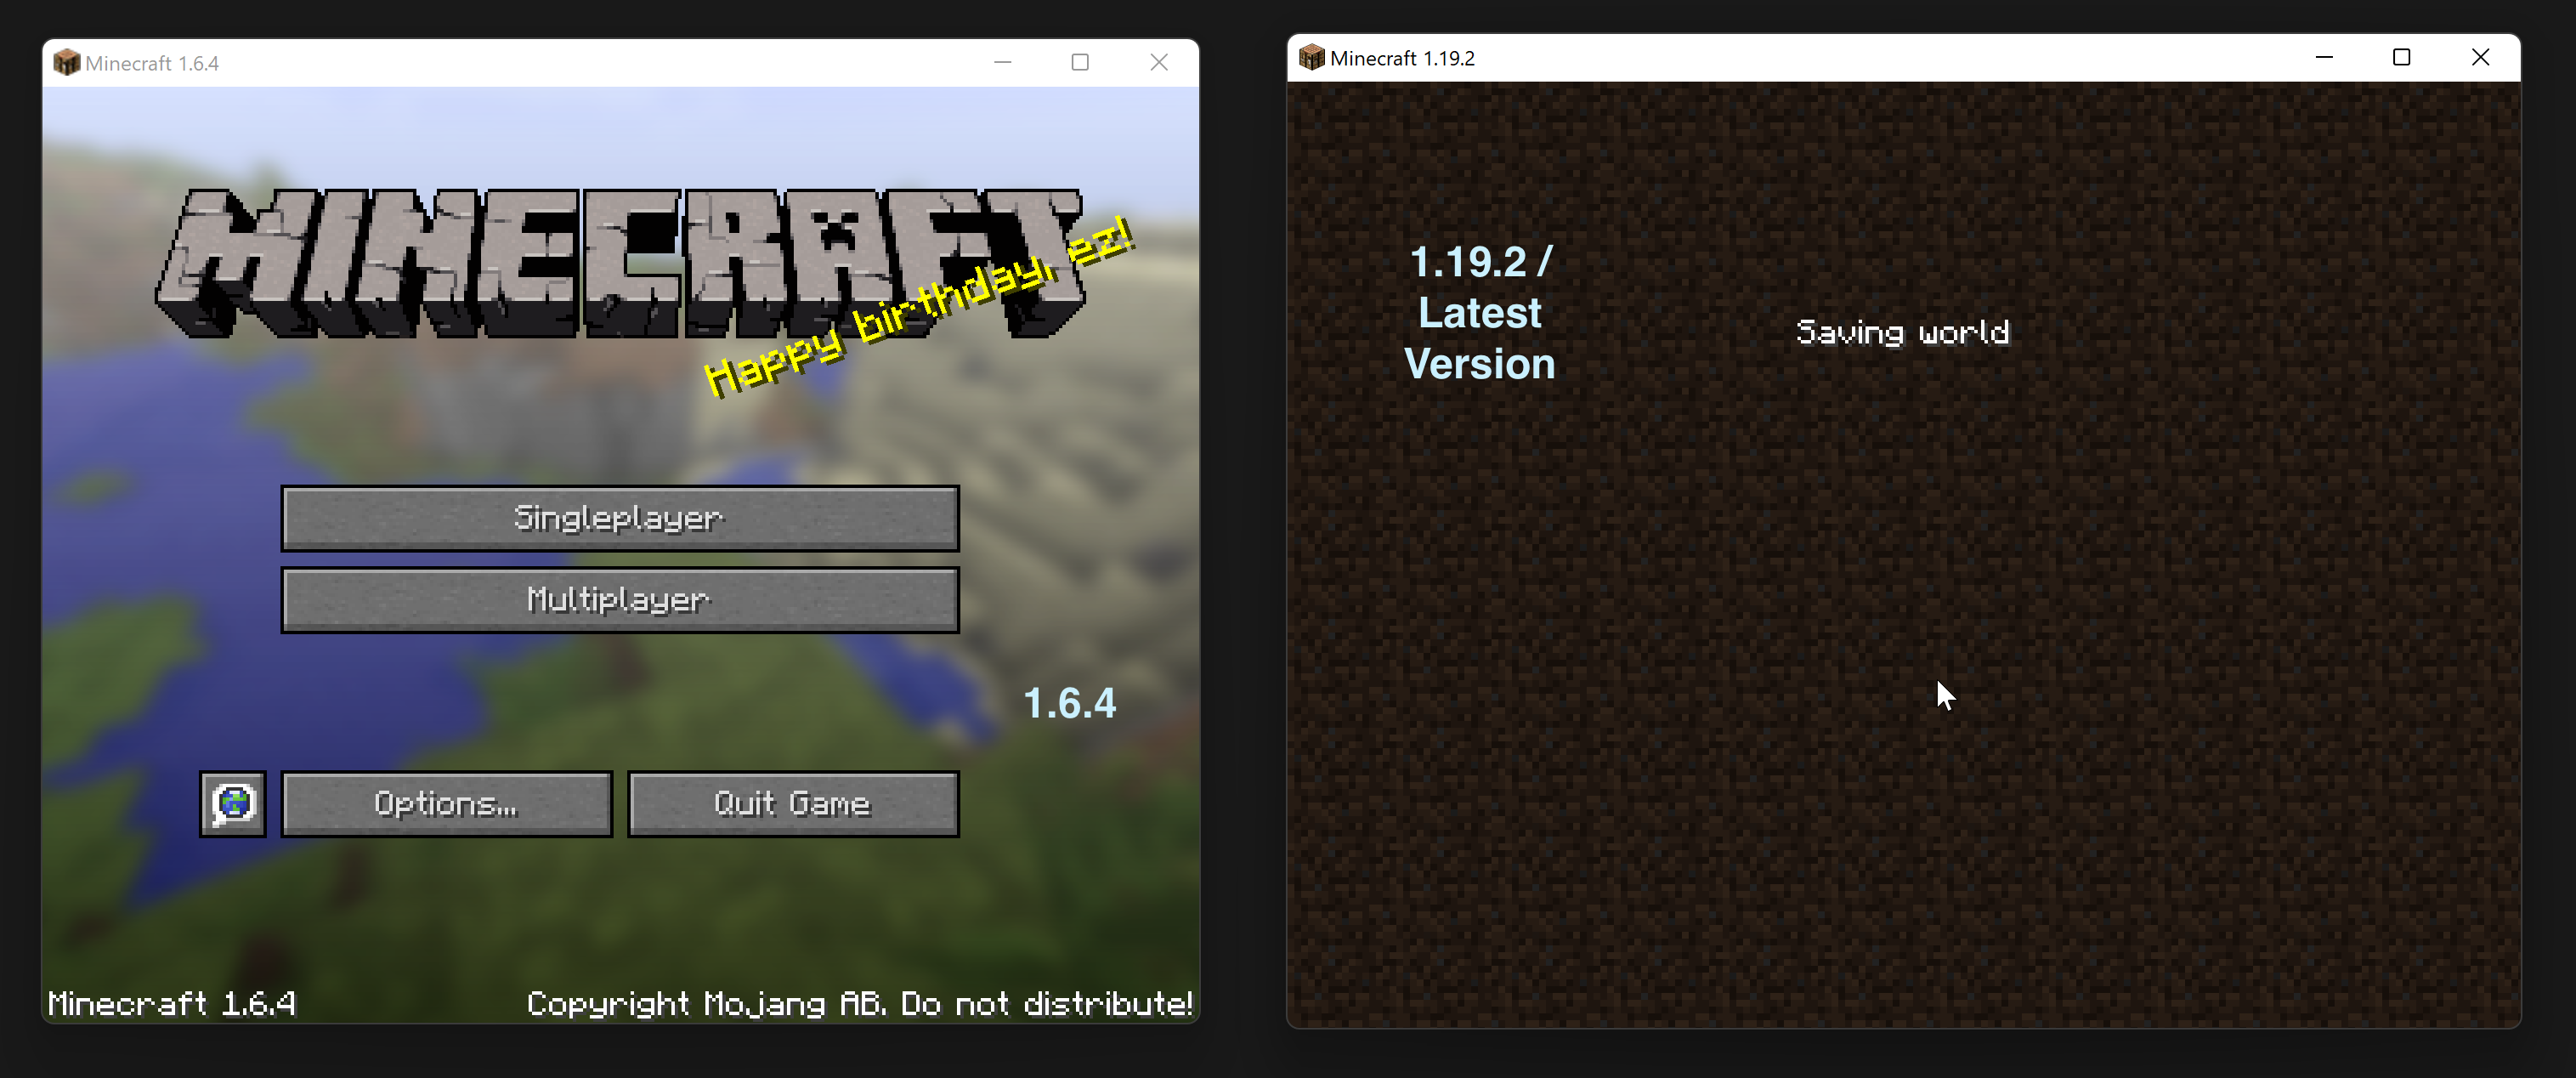 Minecraft 1.6.4
MINECRAFT
Happy birthday, ez!
Singleplayer
Multiplayer
1.6.4
Options...
Quit Game
Minecraft 1.6.4
Copyright Mojang AB. Do not distribute!
Minecraft 1.19.2
1.19.2 /
Latest
Version
Saving world